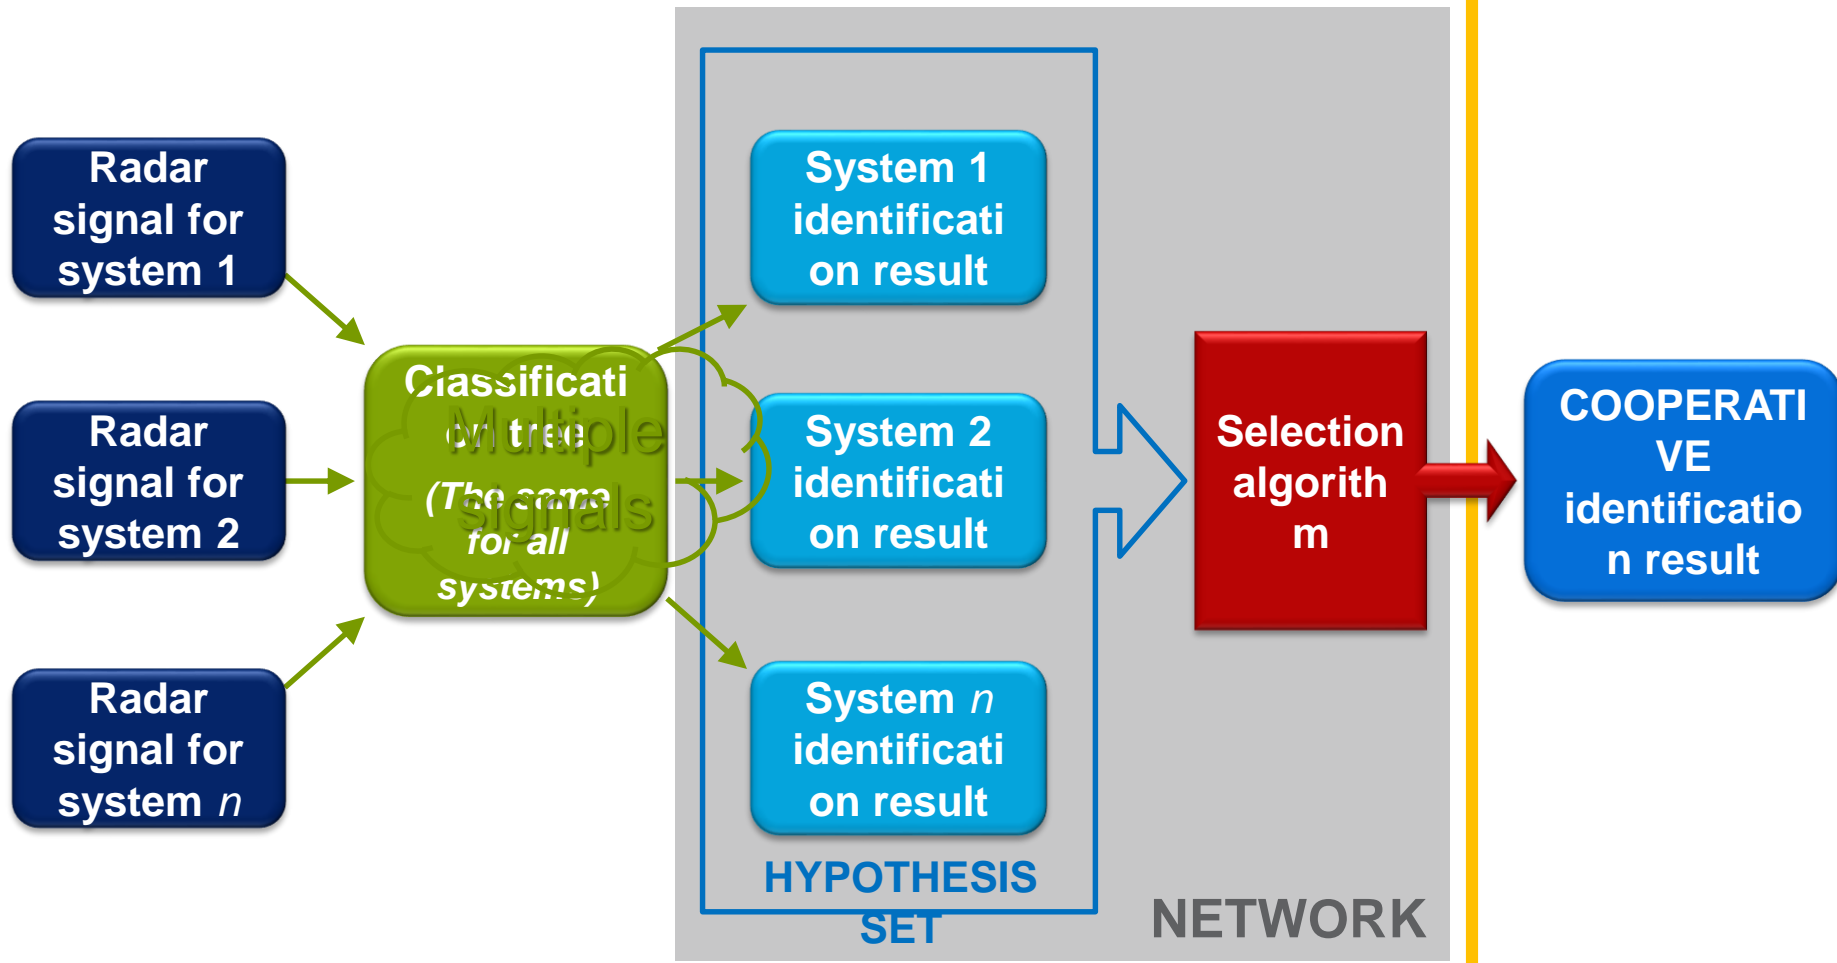 Radar
signal for
system 1
Radar
signal for
system 2
Radar
signal for
system n
Classificati
on tree
(The same
for all
systems)
Multiple
signals
System 1
identificati
on result
System 2
identificati
on result
System n
identificati
on result
HYPOTHESIS
SET
Selection
algorith
m
NETWORK
COOPERATI
VE
identificatio
n result